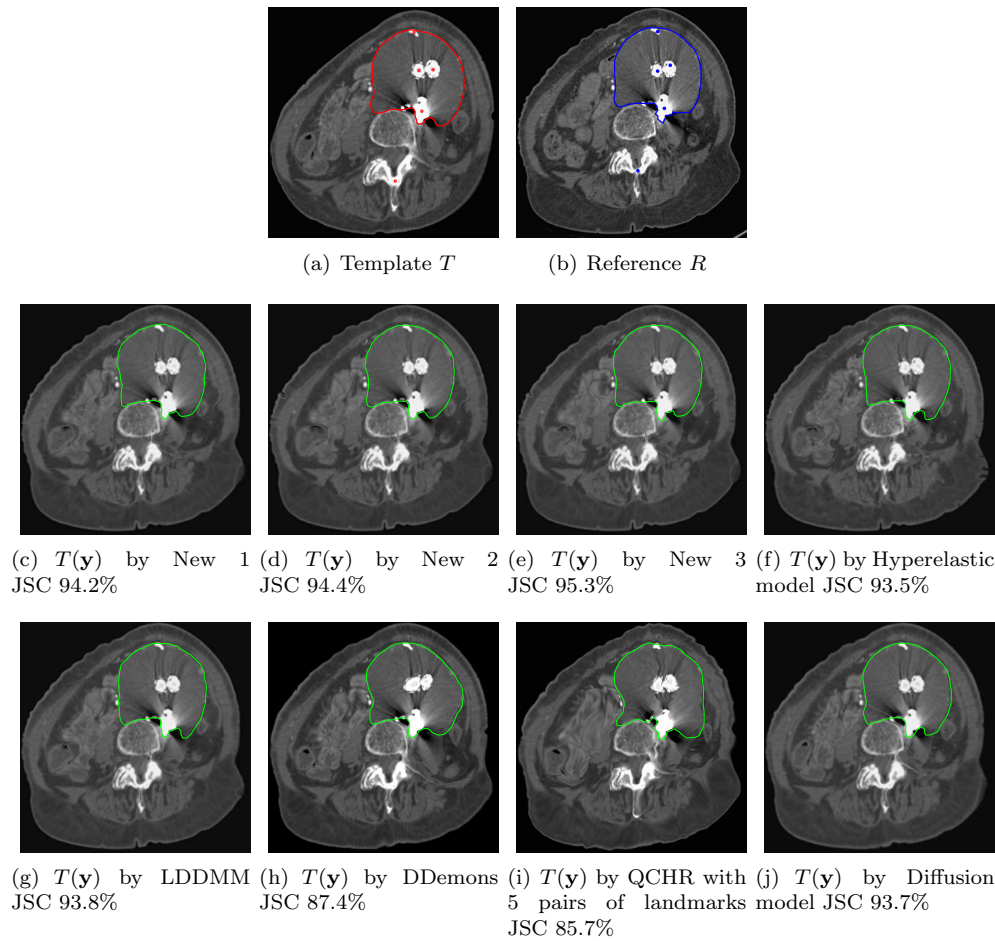 (a) Template T
(b) Reference R
(c) T(y) by New 1
JSC 94.2%
(d) T(y) by New 2
JSC 94.4%
(e) T(y) by New 3
JSC 95.3%
(f) T(y) by Hyperelastic
model JSC 93.5%
(g) T(y) by LDDMM
JSC 93.8%
(h) T(y) by DDemons
JSC 87.4%
(i) T(y) by QCHR with
5 pairs of landmarks
JSC 85.7%
(j) T(y) by Diffusion
model JSC 93.7%